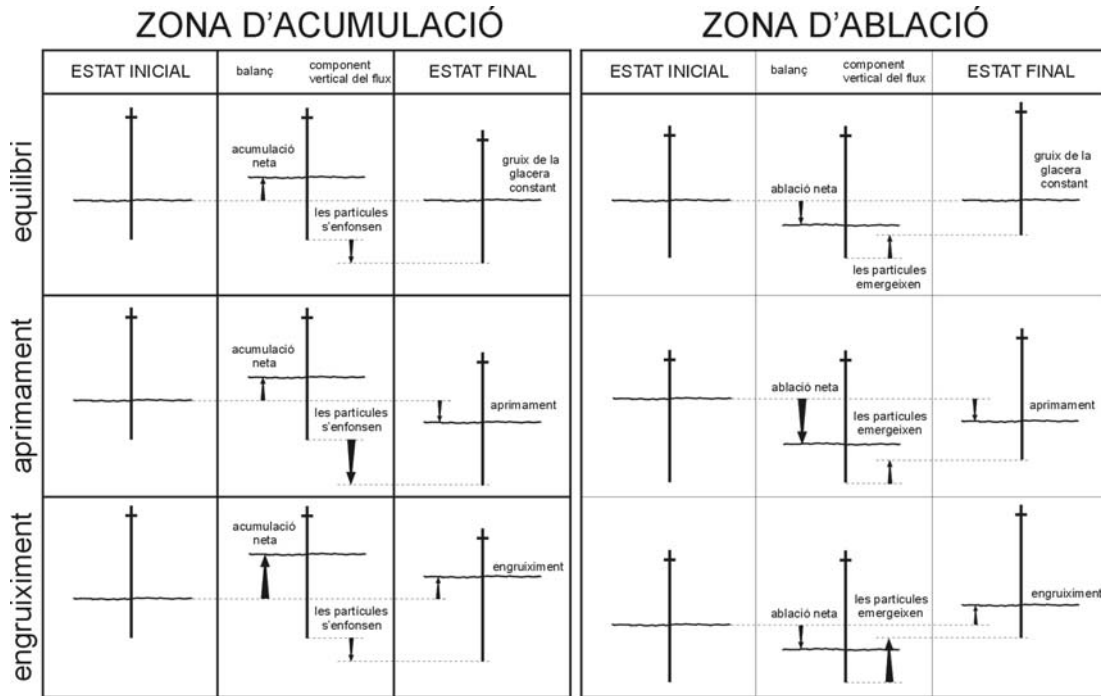 ZONA D'ACUMULACIÓ
ZONA D'ABLACIÓ
ESTAT INICIAL
balanç
component
vertical del flux
ESTAT FINAL
ESTAT INICIAL
balanç
component
vertical del flux
ESTAT FINAL
equilibri
acumulació
neta
les partícules
s'enfonsen
gruix de la
glacera
constant
ablació neta
les partícules
emergeixen
gruix de la
glacera
constant
aprimament
acumulació
neta
les partícules
s'enfonsen
aprimament
ablació neta
les partícules
emergeixen
aprimament
engruiximent
acumulació
neta
les partícules
s'enfonsen
engruiximent
ablació neta
les partícules
emergeixen
engruiximent